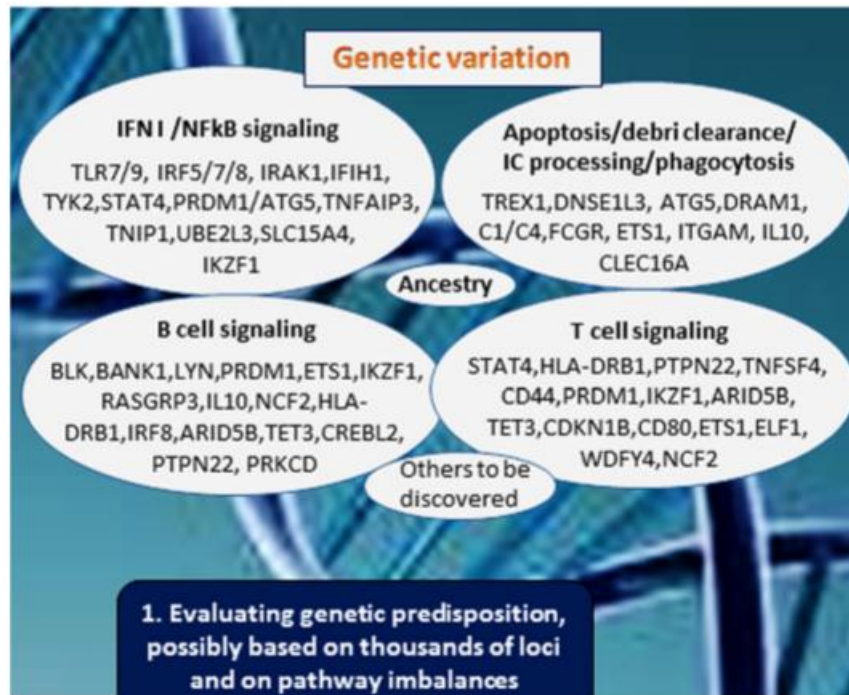 Genetic variation
IFN I /NFkB signaling
TLR7/9, IRF5/7/8, IRAK1,IFIH1,
TYK2,STAT4,PRDM1/ATG5,TNFAIP3,
TNIP1,UBE2L3,SLC15A4,
IKZF1
Apoptosis/debri clearance/
IC processing/phagocytosis
TREX1,DNSE1L3, ATG5,DRAM1,
C1/C4,FCGR, ETS1, ITGAM, IL10,
CLEC16A
Ancestry
B cell signaling
BLK,BANK1,LYN,PRDM1,ETS1,IKZF1,
RASGRP3,IL10,NCF2,HLA-
DRB1,IRF8,ARID5B,TET3,CREBL2,
PTPN22, PRKCD
T cell signaling
STAT4,HLA-DRB1,PTPN22,TNFSF4,
CD44,PRDM1,IKZF1,ARID5B,
TET3,CDKN1B,CD80,ETS1,ELF1,
WDFY4,NCF2
Others to be
discovered
1. Evaluating genetic predisposition,
possibly based on thousands of loci
and on pathway imbalances